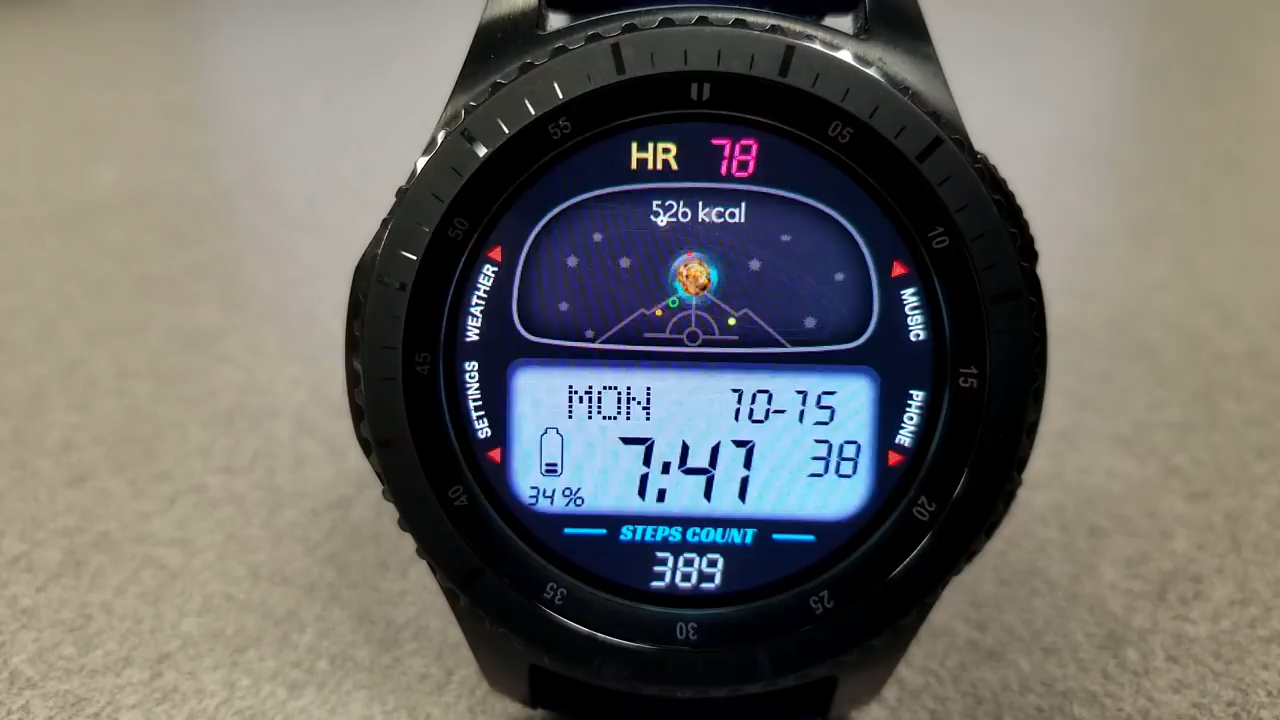 HR 78
526 kcal
WEATHER
MUSIC
SETTINGS
PHONE
MON 10-15
7:47 38
34%
STEPS COUNT
389
05
10
15
20
25
30
35
40
45
50
55